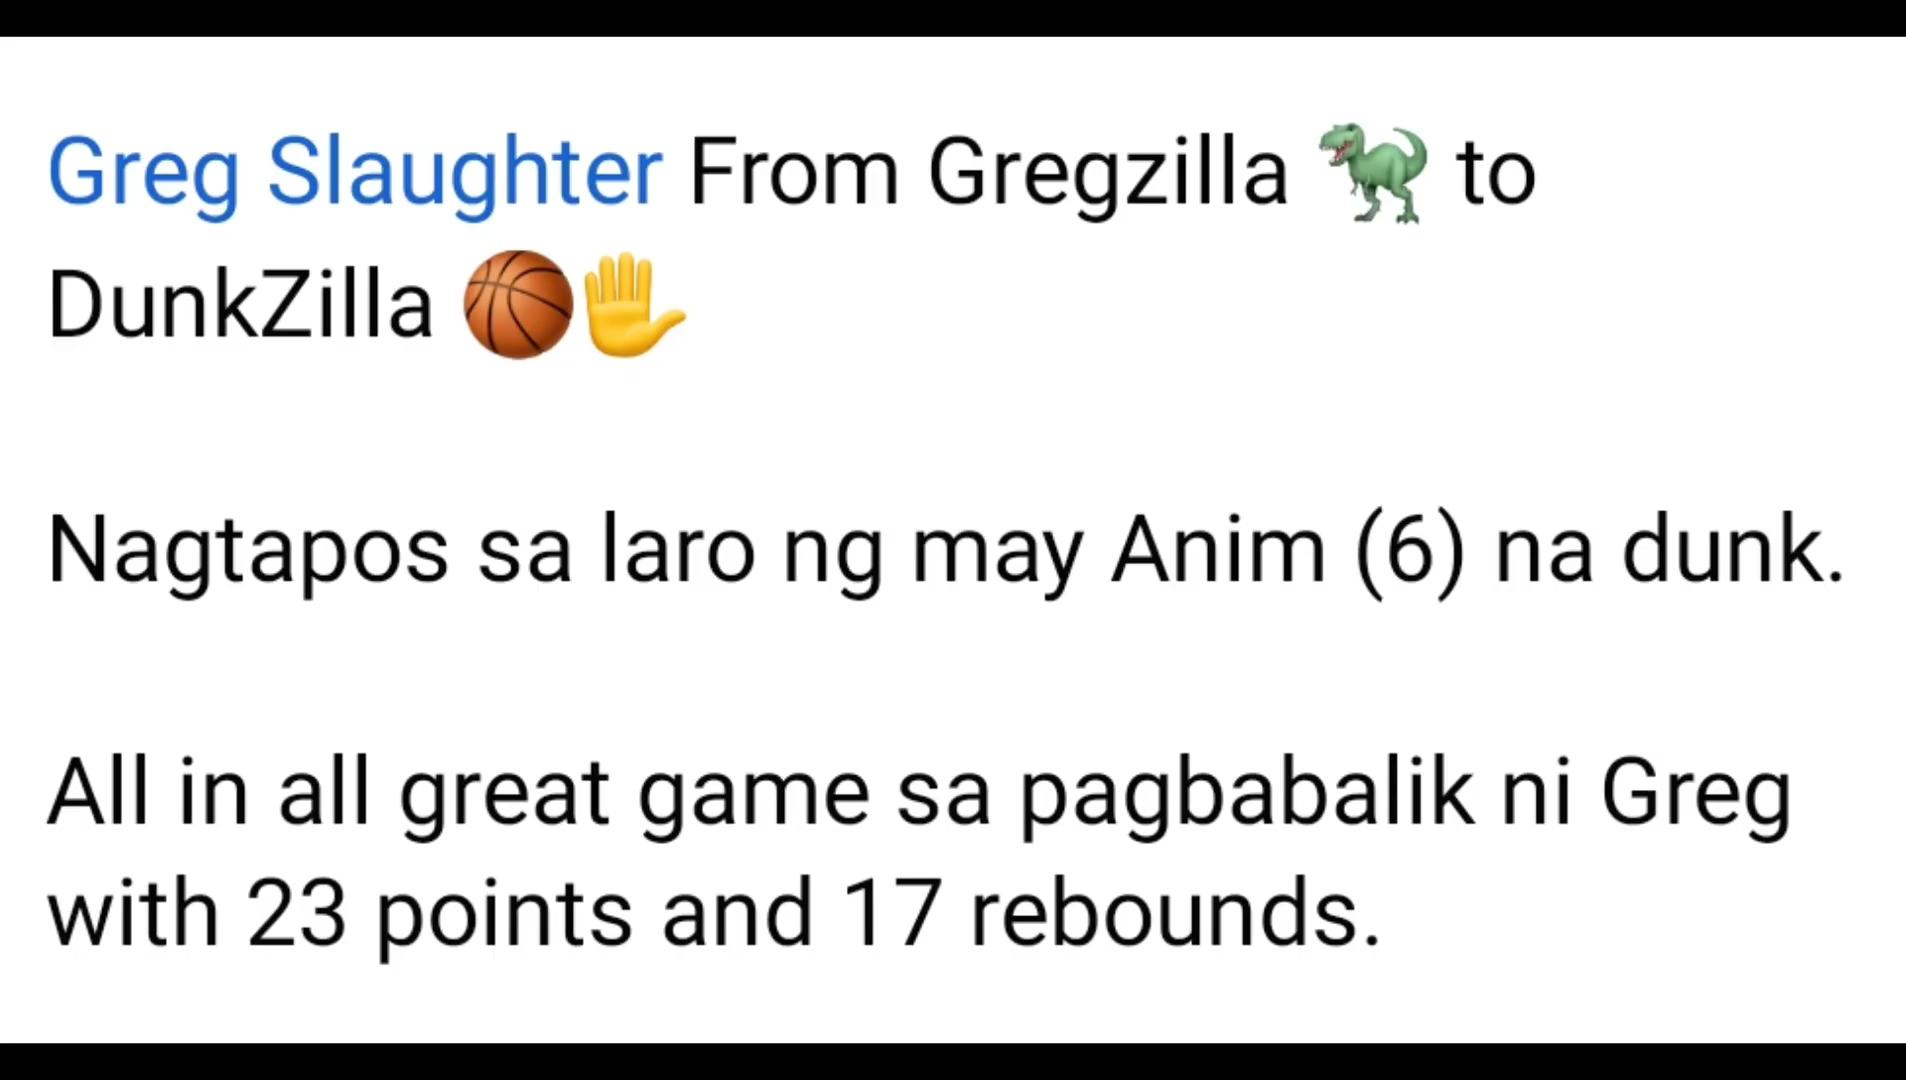 Greg Slaughter From Gregzilla 🦖 to
DunkZilla 🏀✋
Nagtapos sa laro ng may Anim (6) na dunk.
All in all great game sa pagbabalik ni Greg
with 23 points and 17 rebounds.